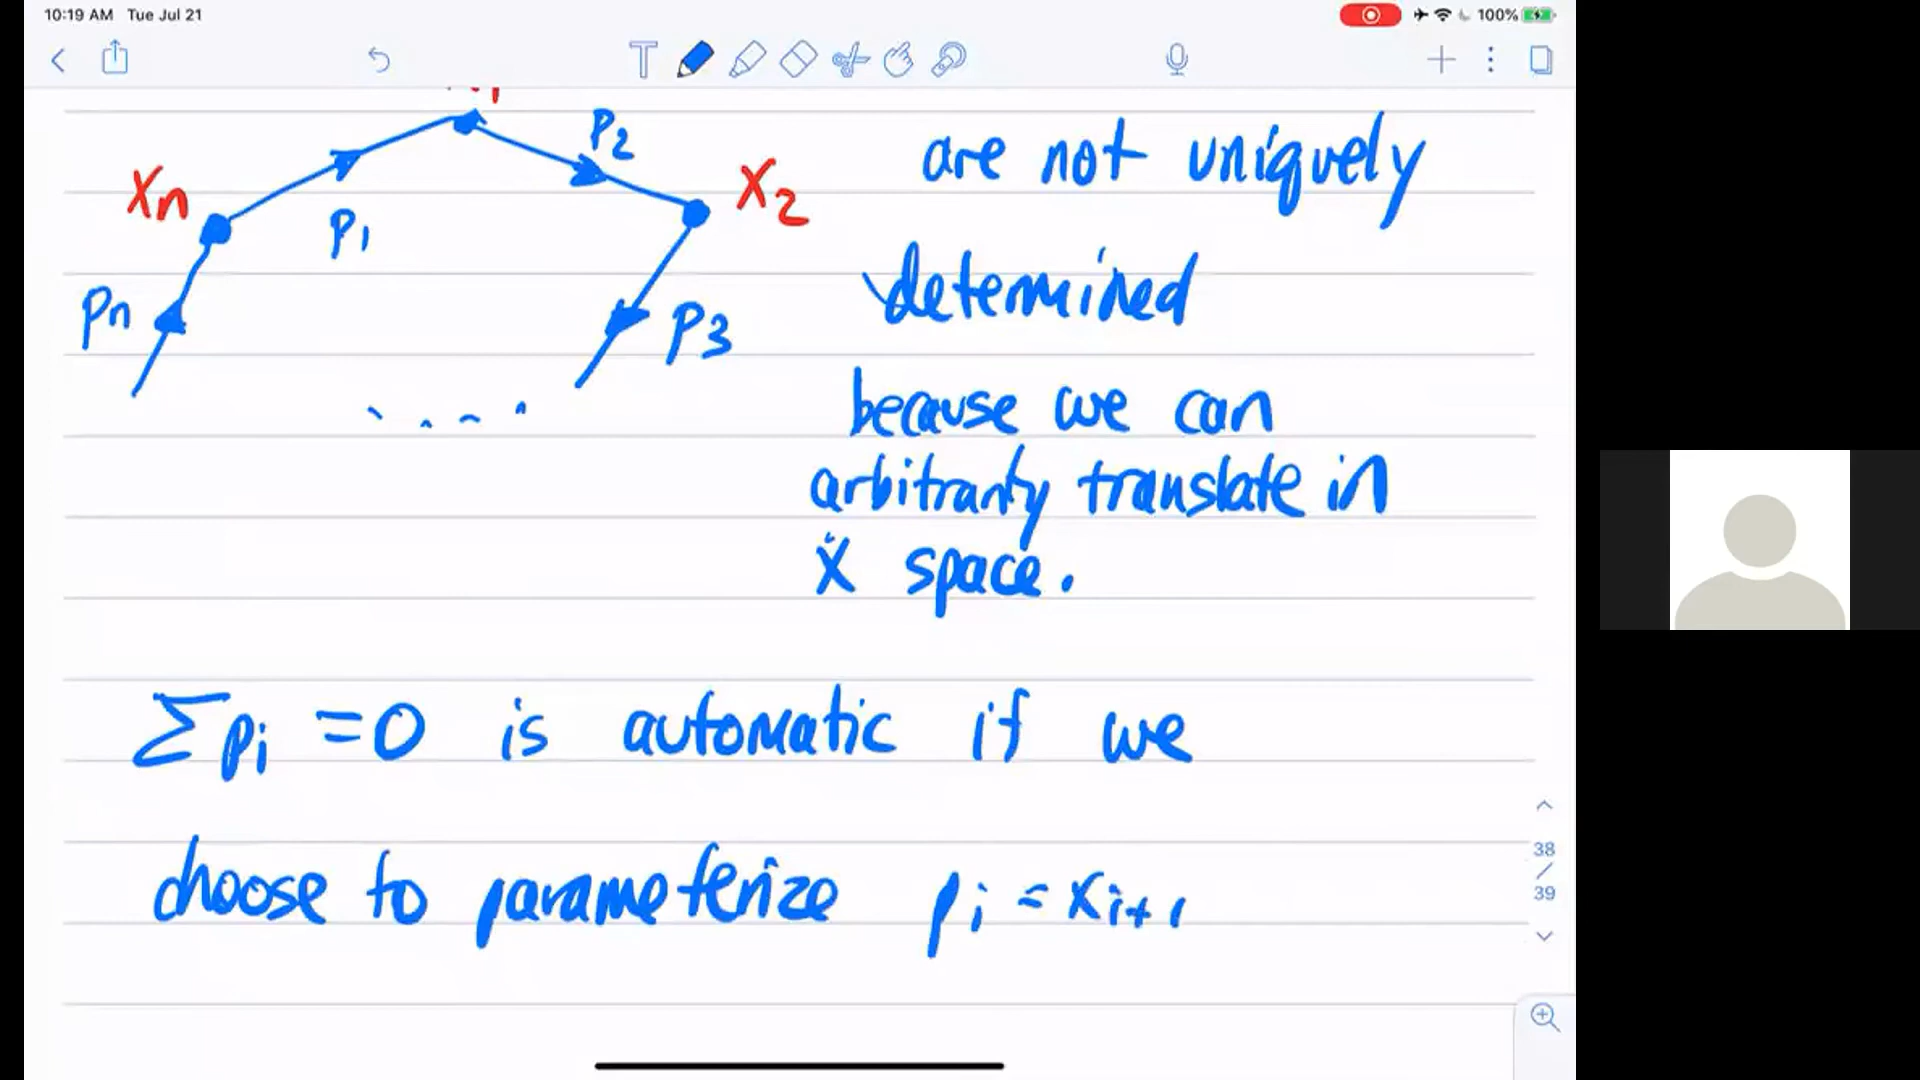 10:19 AM Tue Jul 21
100%
T
p2
are not uniquely
xn
x2
p1
determined
pn
p3
because we can
arbitrarily translate in
x space.
Σpi = 0 is automatic if we
choose to parameterize pi = xi+1
38
/
39